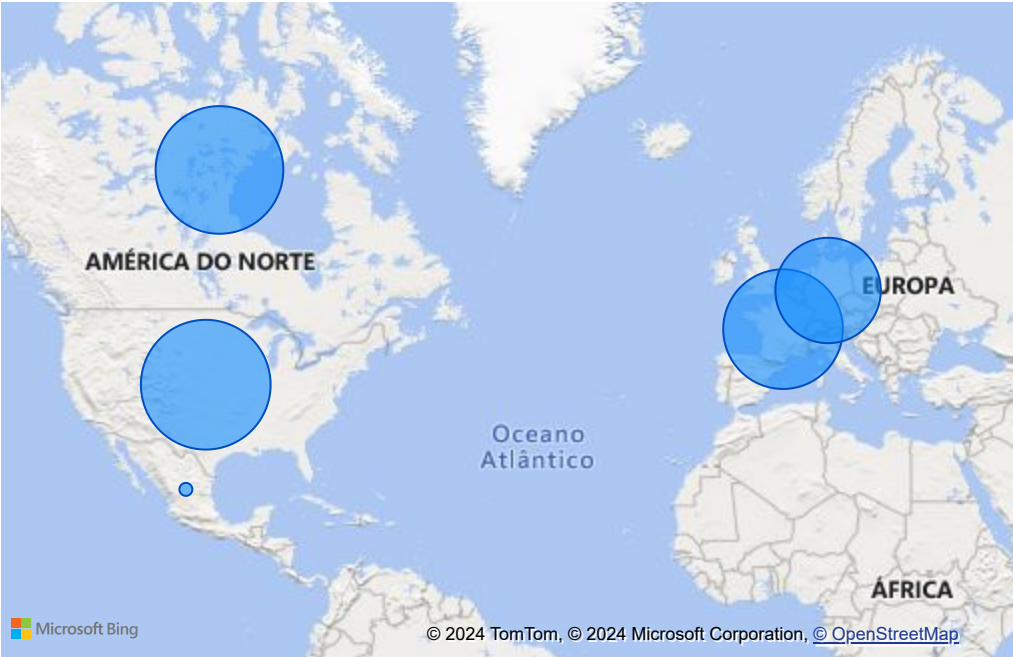 AMÉRICA DO NORTE
EUROPA
Oceano
Atlântico
ÁFRICA
Microsoft Bing
© 2024 TomTom, © 2024 Microsoft Corporation, © OpenStreetMap